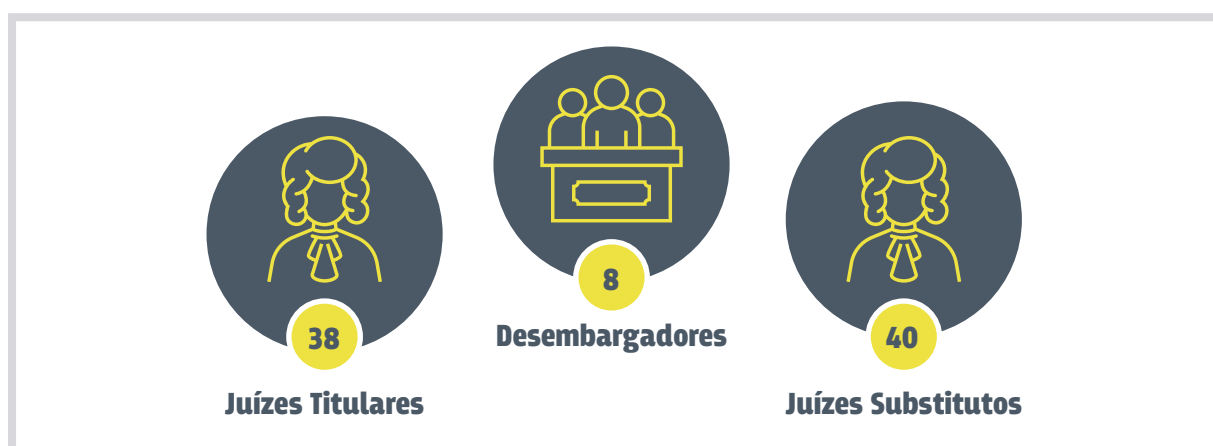 38
Juízes Titulares
8
Desembargadores
40
Juízes Substitutos